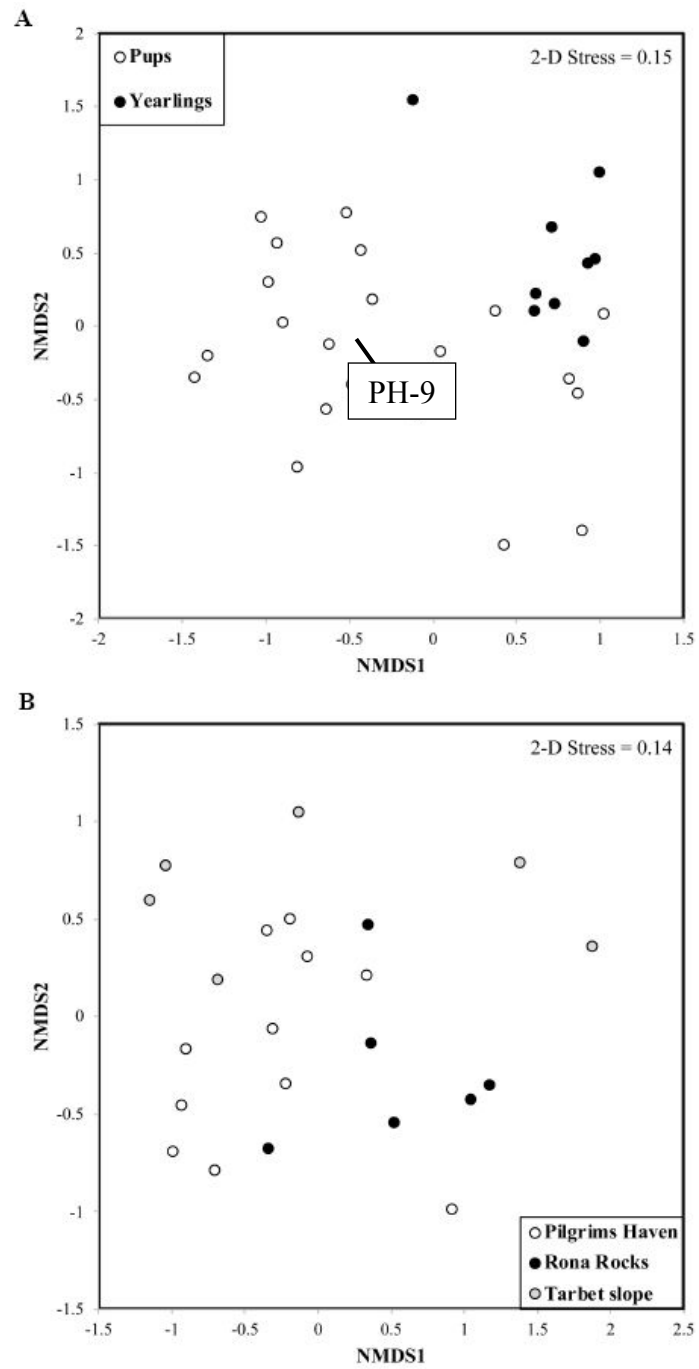 A
2
1.5
1
0.5
0
-0.5
-1
-1.5
-2
NMDS2
Pups
Yearlings
2-D Stress = 0.15
PH-9
-2 -1.5 -1 -0.5 0 0.5 1 1.5
NMDS1
B
1.5
1
0.5
0
-0.5
-1
-1.5
NMDS2
2-D Stress = 0.14
Pilgrims Haven
Rona Rocks
Tarbet slope
-1.5 -1 -0.5 0 0.5 1 1.5 2 2.5
NMDS1